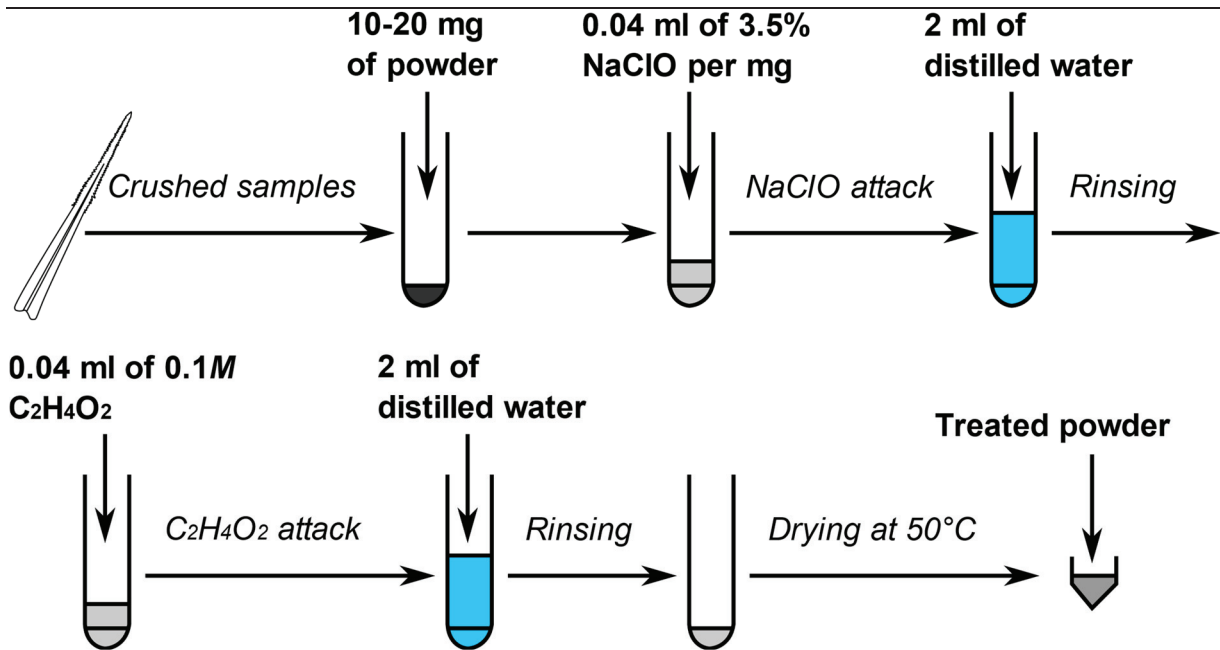 10-20 mg
of powder
0.04 ml of 3.5%
NaClO per mg
2 ml of
distilled water
Crushed samples
NaClO attack
Rinsing
0.04 ml of 0.1M
C2H4O2
2 ml of
distilled water
Treated powder
C2H4O2 attack
Rinsing
Drying at 50°C